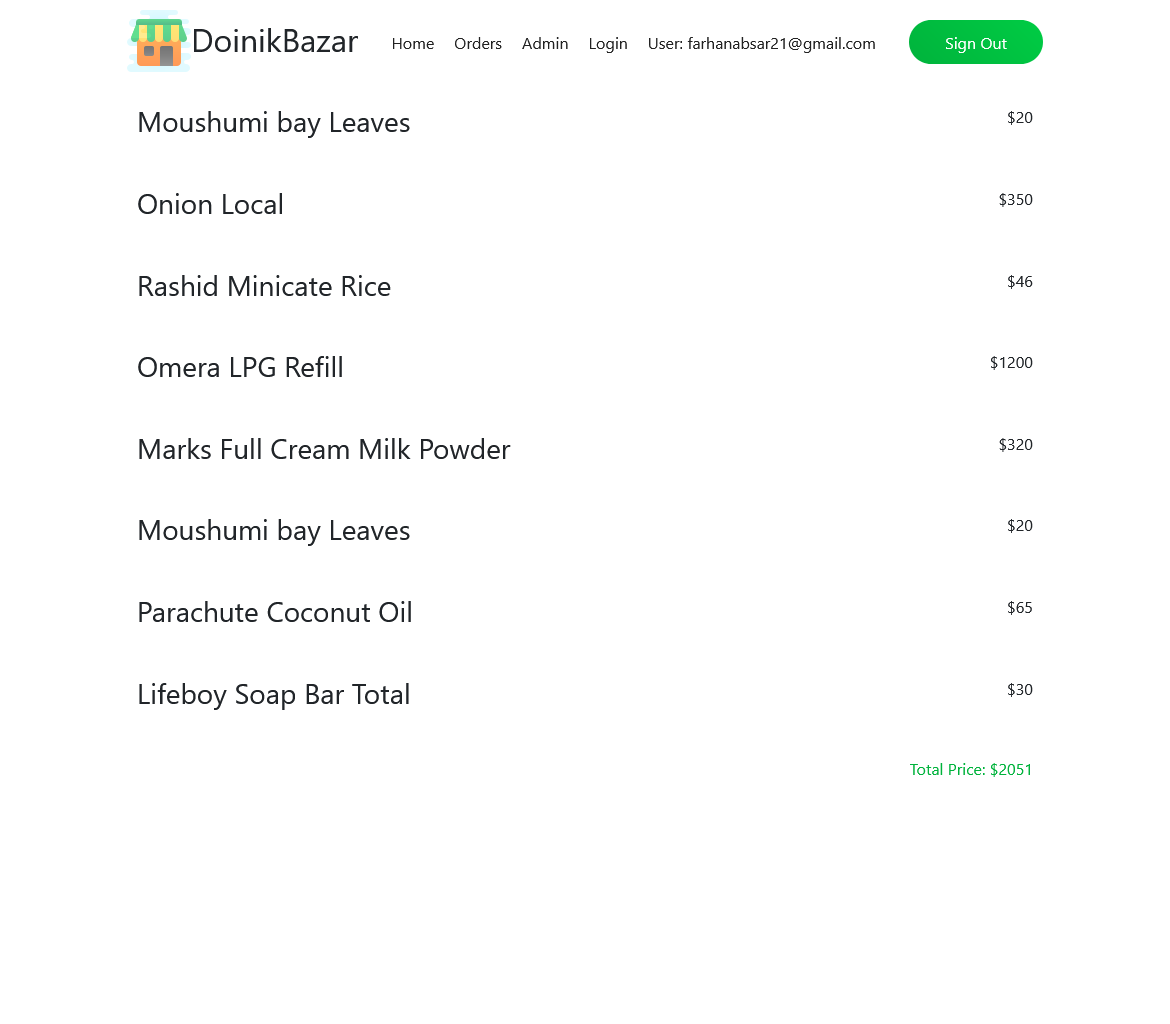 DoinikBazar Home Orders Admin Login User: farhanabsar21@gmail.com Sign Out
Moushumi bay Leaves $20
Onion Local $350
Rashid Minicate Rice $46
Omera LPG Refill $1200
Marks Full Cream Milk Powder $320
Moushumi bay Leaves $20
Parachute Coconut Oil $65
Lifeboy Soap Bar Total $30
Total Price: $2051